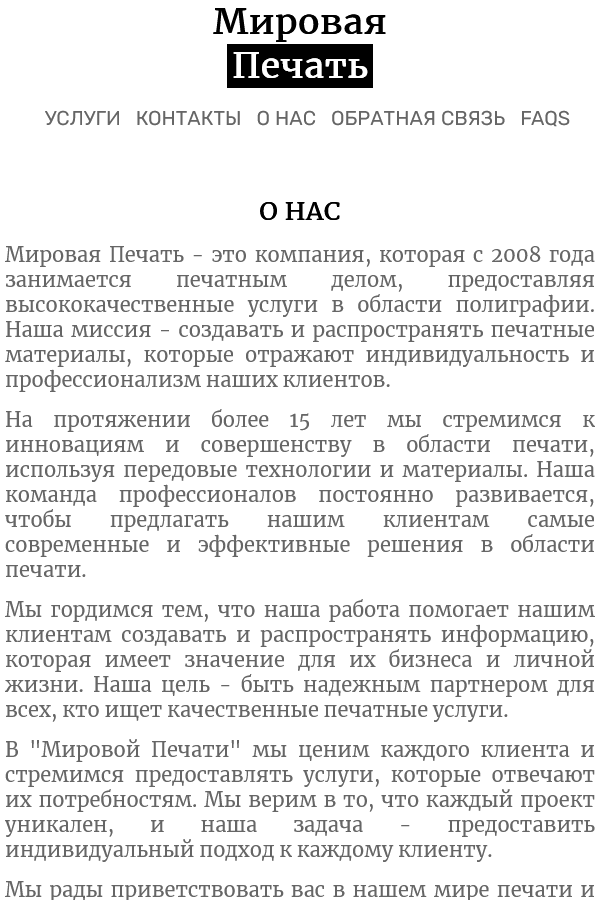 Мировая
Печать
УСЛУГИ КОНТАКТЫ О НАС ОБРАТНАЯ СВЯЗЬ FAQS
О НАС
Мировая Печать - это компания, которая с 2008 года
занимается печатным делом, предоставляя
высококачественные услуги в области полиграфии.
Наша миссия - создавать и распространять печатные
материалы, которые отражают индивидуальность и
профессионализм наших клиентов.
На протяжении более 15 лет мы стремимся к
инновациям и совершенству в области печати,
используя передовые технологии и материалы. Наша
команда профессионалов постоянно развивается,
чтобы предлагать нашим клиентам самые
современные и эффективные решения в области
печати.
Мы гордимся тем, что наша работа помогает нашим
клиентам создавать и распространять информацию,
которая имеет значение для их бизнеса и личной
жизни. Наша цель - быть надежным партнером для
всех, кто ищет качественные печатные услуги.
В "Мировой Печати" мы ценим каждого клиента и
стремимся предоставлять услуги, которые отвечают
их потребностям. Мы верим в то, что каждый проект
уникален, и наша задача - предоставить
индивидуальный подход к каждому клиенту.
Мы рады приветствовать вас в нашем мире печати и